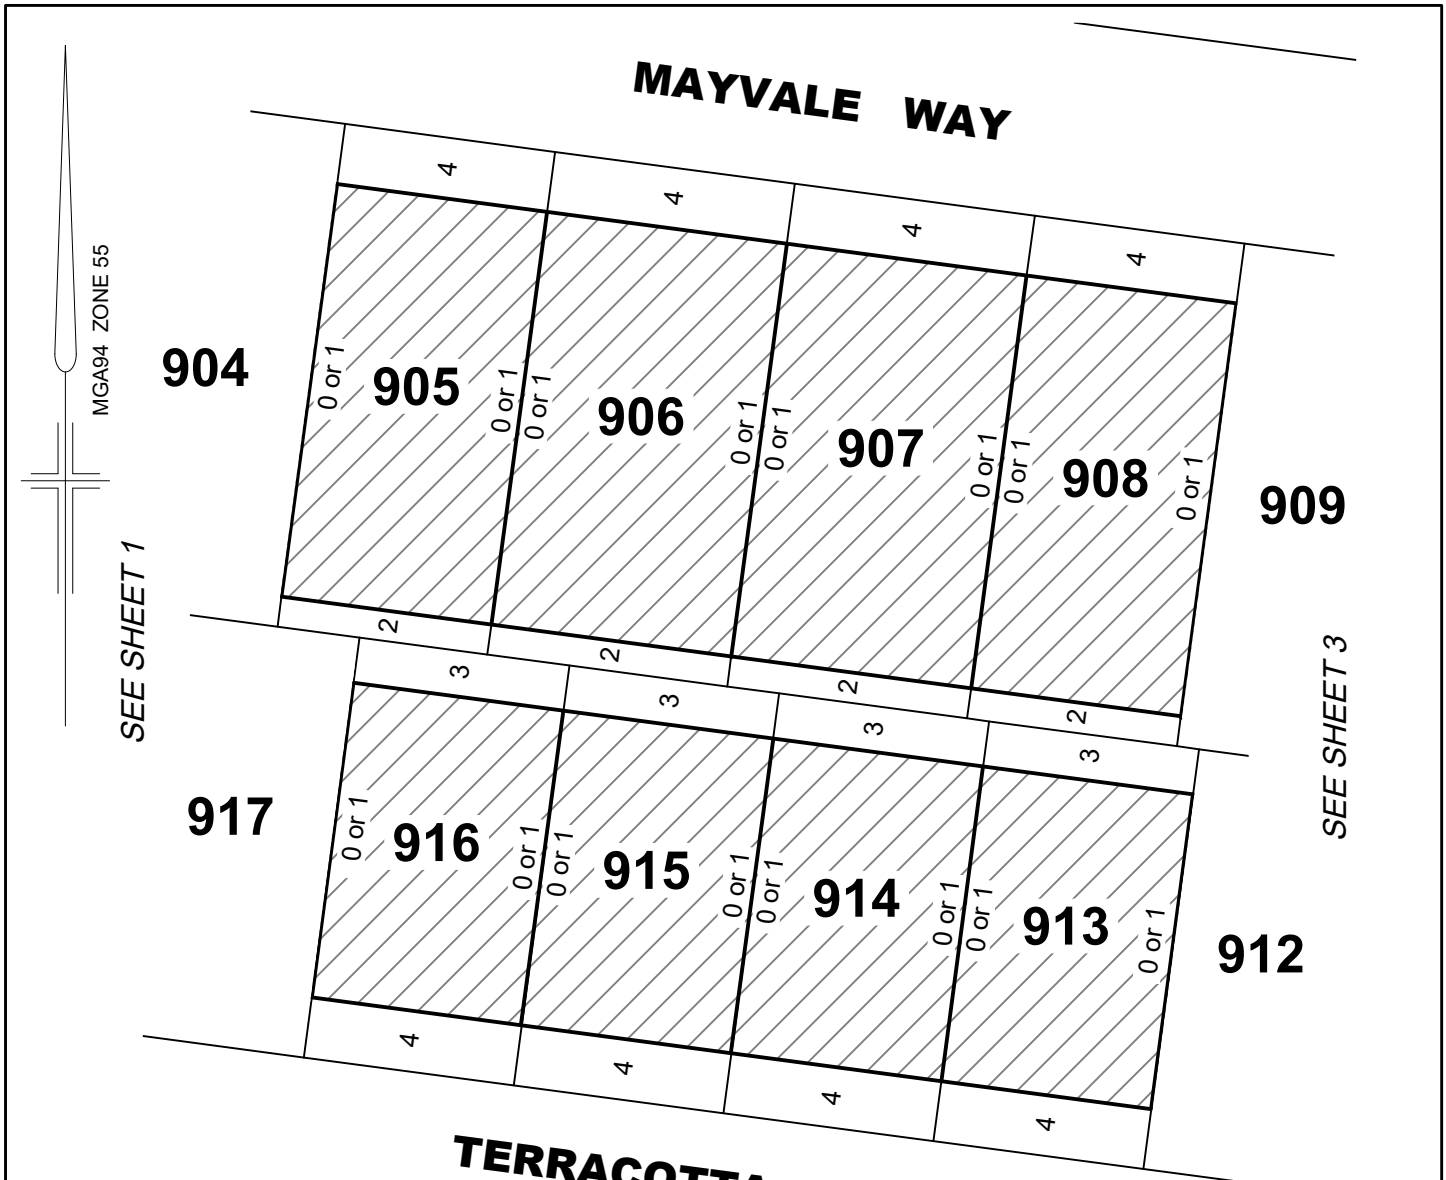 MAYVALE WAY
4
4
4
4
MGA94 ZONE 55
904
0 or 1
905
0 or 1
0 or 1
906
0 or 1
0 or 1
907
0 or 1
0 or 1
908
0 or 1
909
SEE SHEET 1
2
2
2
2
SEE SHEET 3
3
3
3
3
917
0 or 1
916
0 or 1
0 or 1
915
0 or 1
0 or 1
914
0 or 1
0 or 1
913
0 or 1
912
4
4
4
4
TERRACOTTA